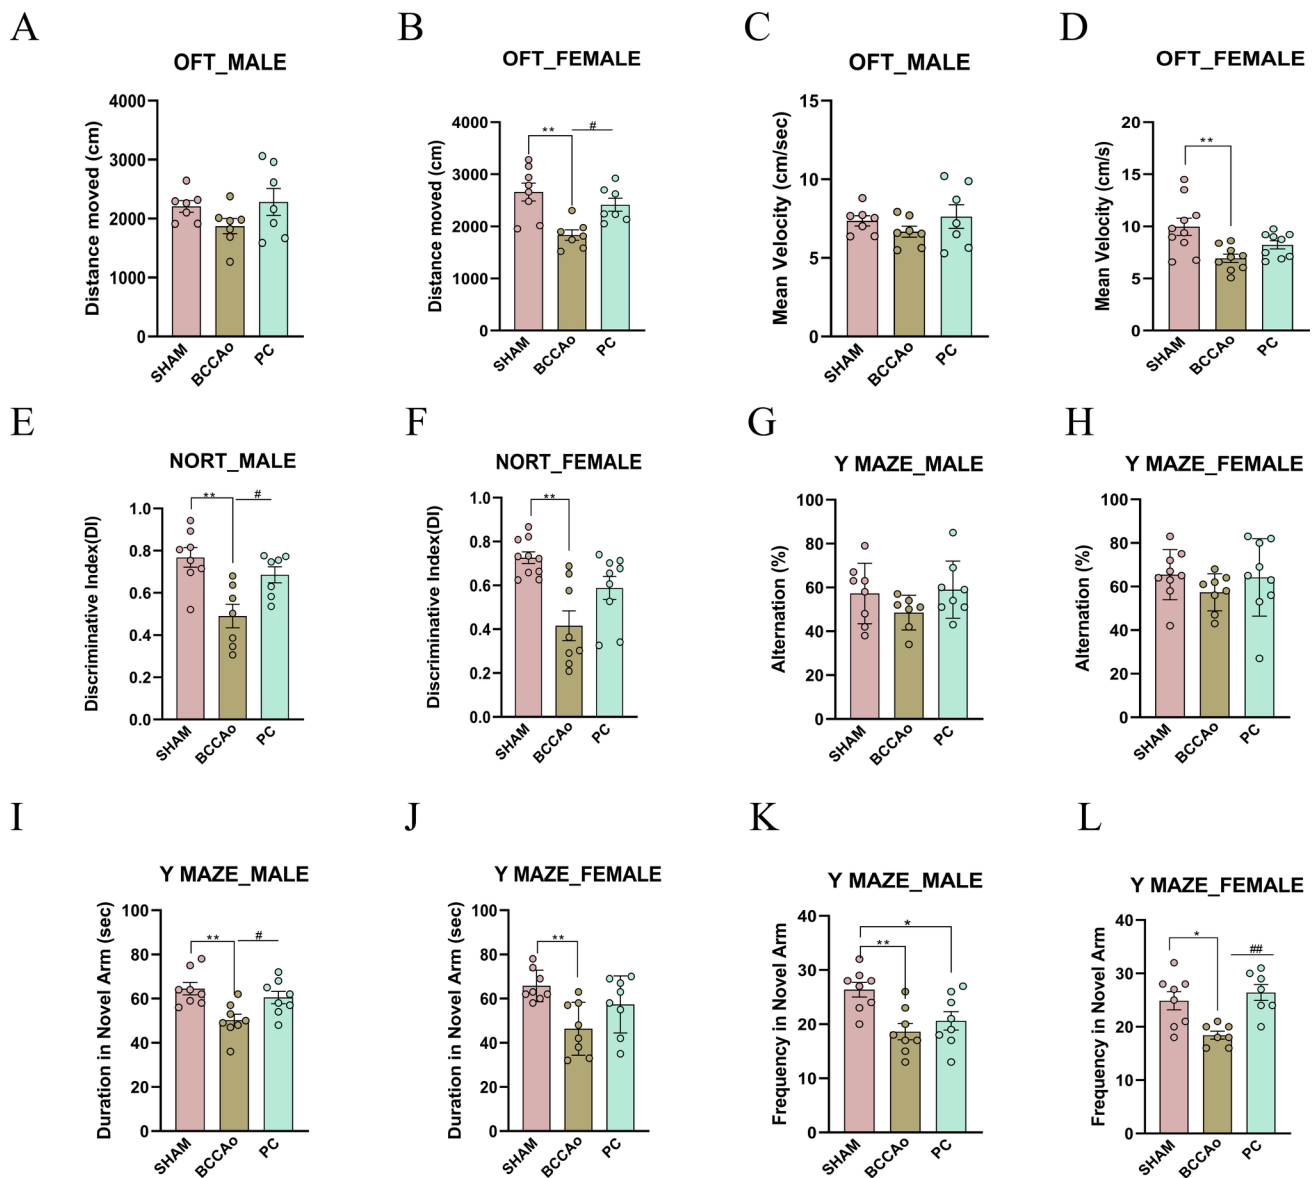 A
B
C
D
OFT_MALE
OFT_FEMALE
OFT_MALE
OFT_FEMALE
Distance moved (cm)
4000
3000
2000
1000
0
SHAM
BCCAo
PC
Distance moved (cm)
4000
3000
2000
1000
0
**
#
SHAM
BCCAo
PC
Mean Velocity (cm/sec)
15
10
5
0
SHAM
BCCAo
PC
Mean Velocity (cm/s)
20
15
10
5
0
**
SHAM
BCCAo
PC
E
F
G
H
NORT_MALE
NORT_FEMALE
Y MAZE_MALE
Y MAZE_FEMALE
Discriminative Index(DI)
1.0
0.8
0.6
0.4
0.2
0.0
**
#
SHAM
BCCAo
PC
Discriminative Index(DI)
1.0
0.8
0.6
0.4
0.2
0.0
**
SHAM
BCCAo
PC
Alternation (%)
100
80
60
40
20
0
SHAM
BCCAo
PC
Alternation (%)
100
80
60
40
20
0
SHAM
BCCAo
PC
I
J
K
L
Y MAZE_MALE
Y MAZE_FEMALE
Y MAZE_MALE
Y MAZE_FEMALE
Duration in Novel Arm (sec)
100
80
60
40
20
0
**
#
SHAM
BCCAo
PC
Duration in Novel Arm (sec)
100
80
60
40
20
0
**
SHAM
BCCAo
PC
Frequency in Novel Arm
40
30
20
10
0
*
**
SHAM
BCCAo
PC
Frequency in Novel Arm
40
30
20
10
0
*
##
SHAM
BCCAo
PC